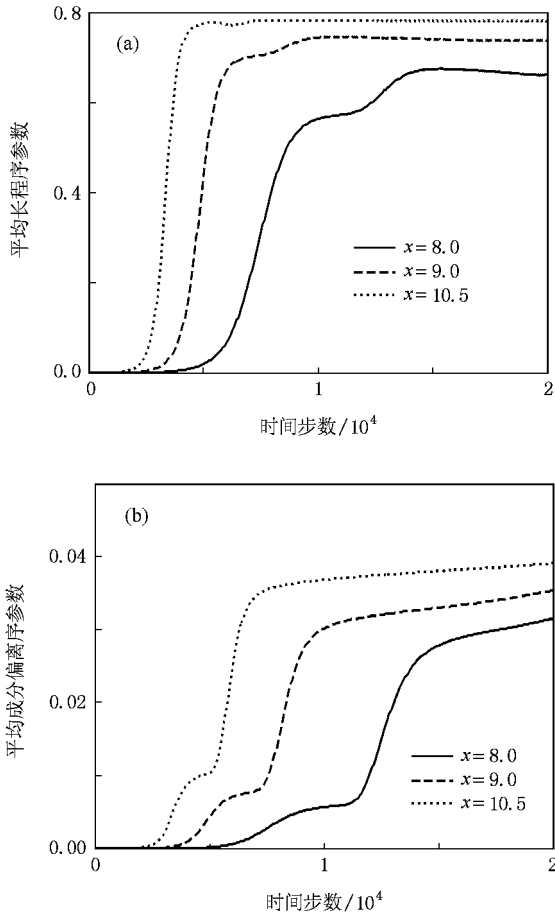 0.8
(a)
平均长程序参数
0.4
x=8.0
x=9.0
x=10.5
0.0
0
1
2
时间步数/10⁴
(b)
平均成分偏离序参数
0.04
0.02
x=8.0
x=9.0
x=10.5
0.00
0
1
2
时间步数/10⁴